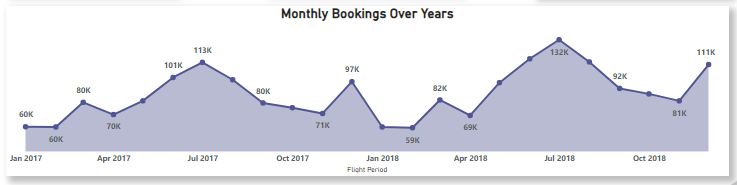 Monthly Bookings Over Years
60K
60K
80K
70K
101K
113K
80K
71K
97K
59K
82K
69K
132K
92K
81K
111K
Jan 2017 Apr 2017 Jul 2017 Oct 2017 Jan 2018 Apr 2018 Jul 2018 Oct 2018
Flight Period